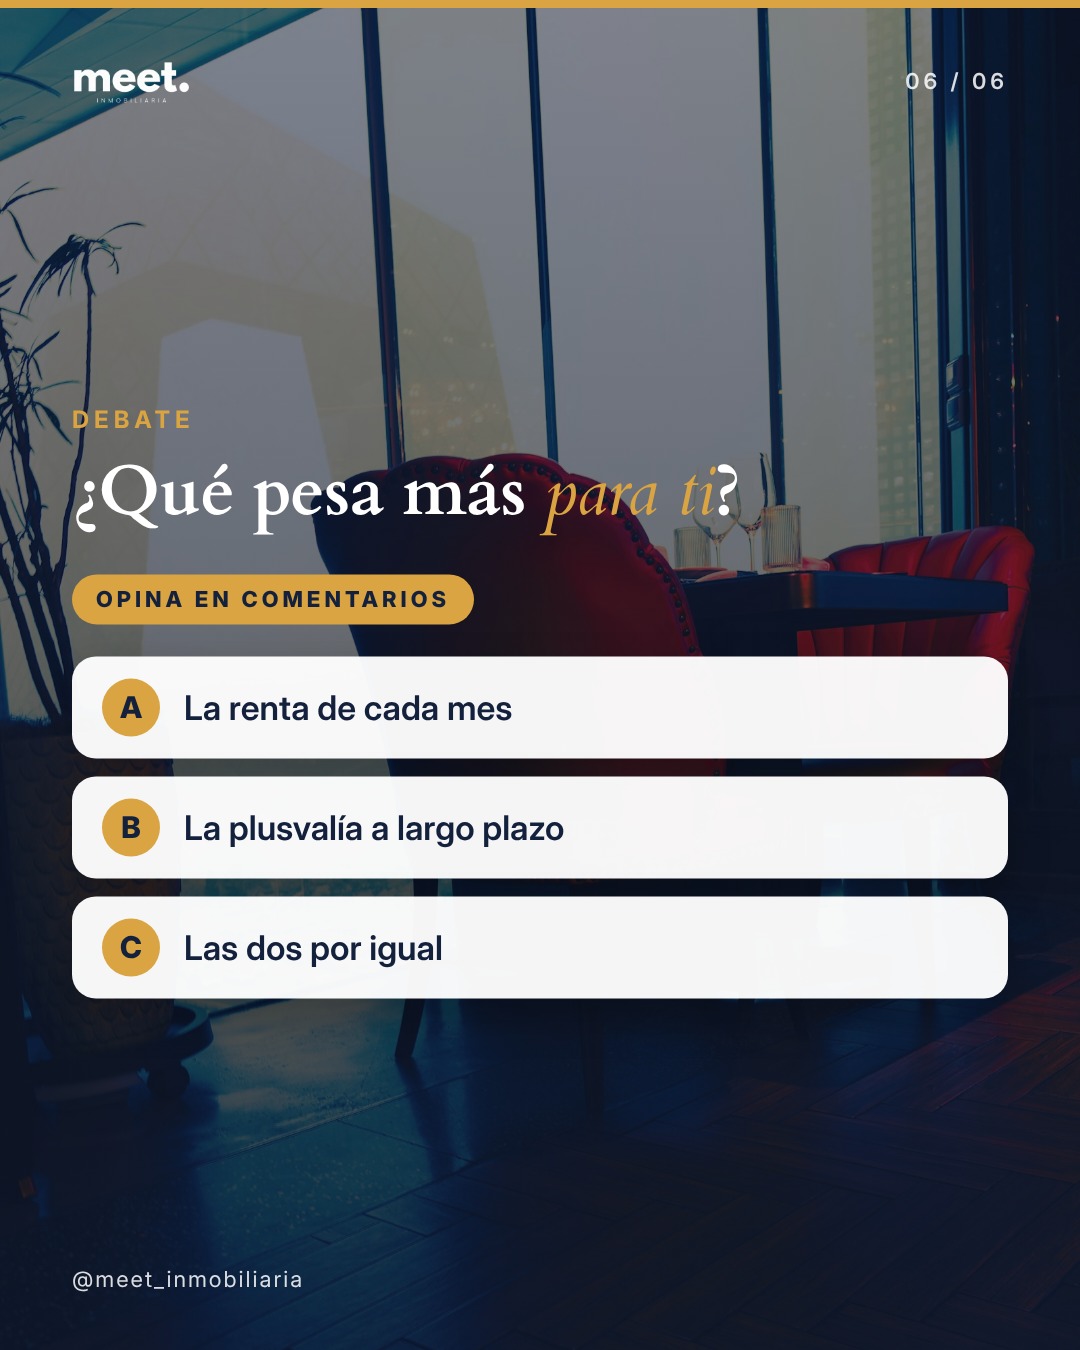 meet.
INMOBILIARIA
06 / 06
DEBATE
¿Qué pesa más para ti?
OPINA EN COMENTARIOS
A La renta de cada mes
B La plusvalía a largo plazo
C Las dos por igual
@meet_inmobiliaria